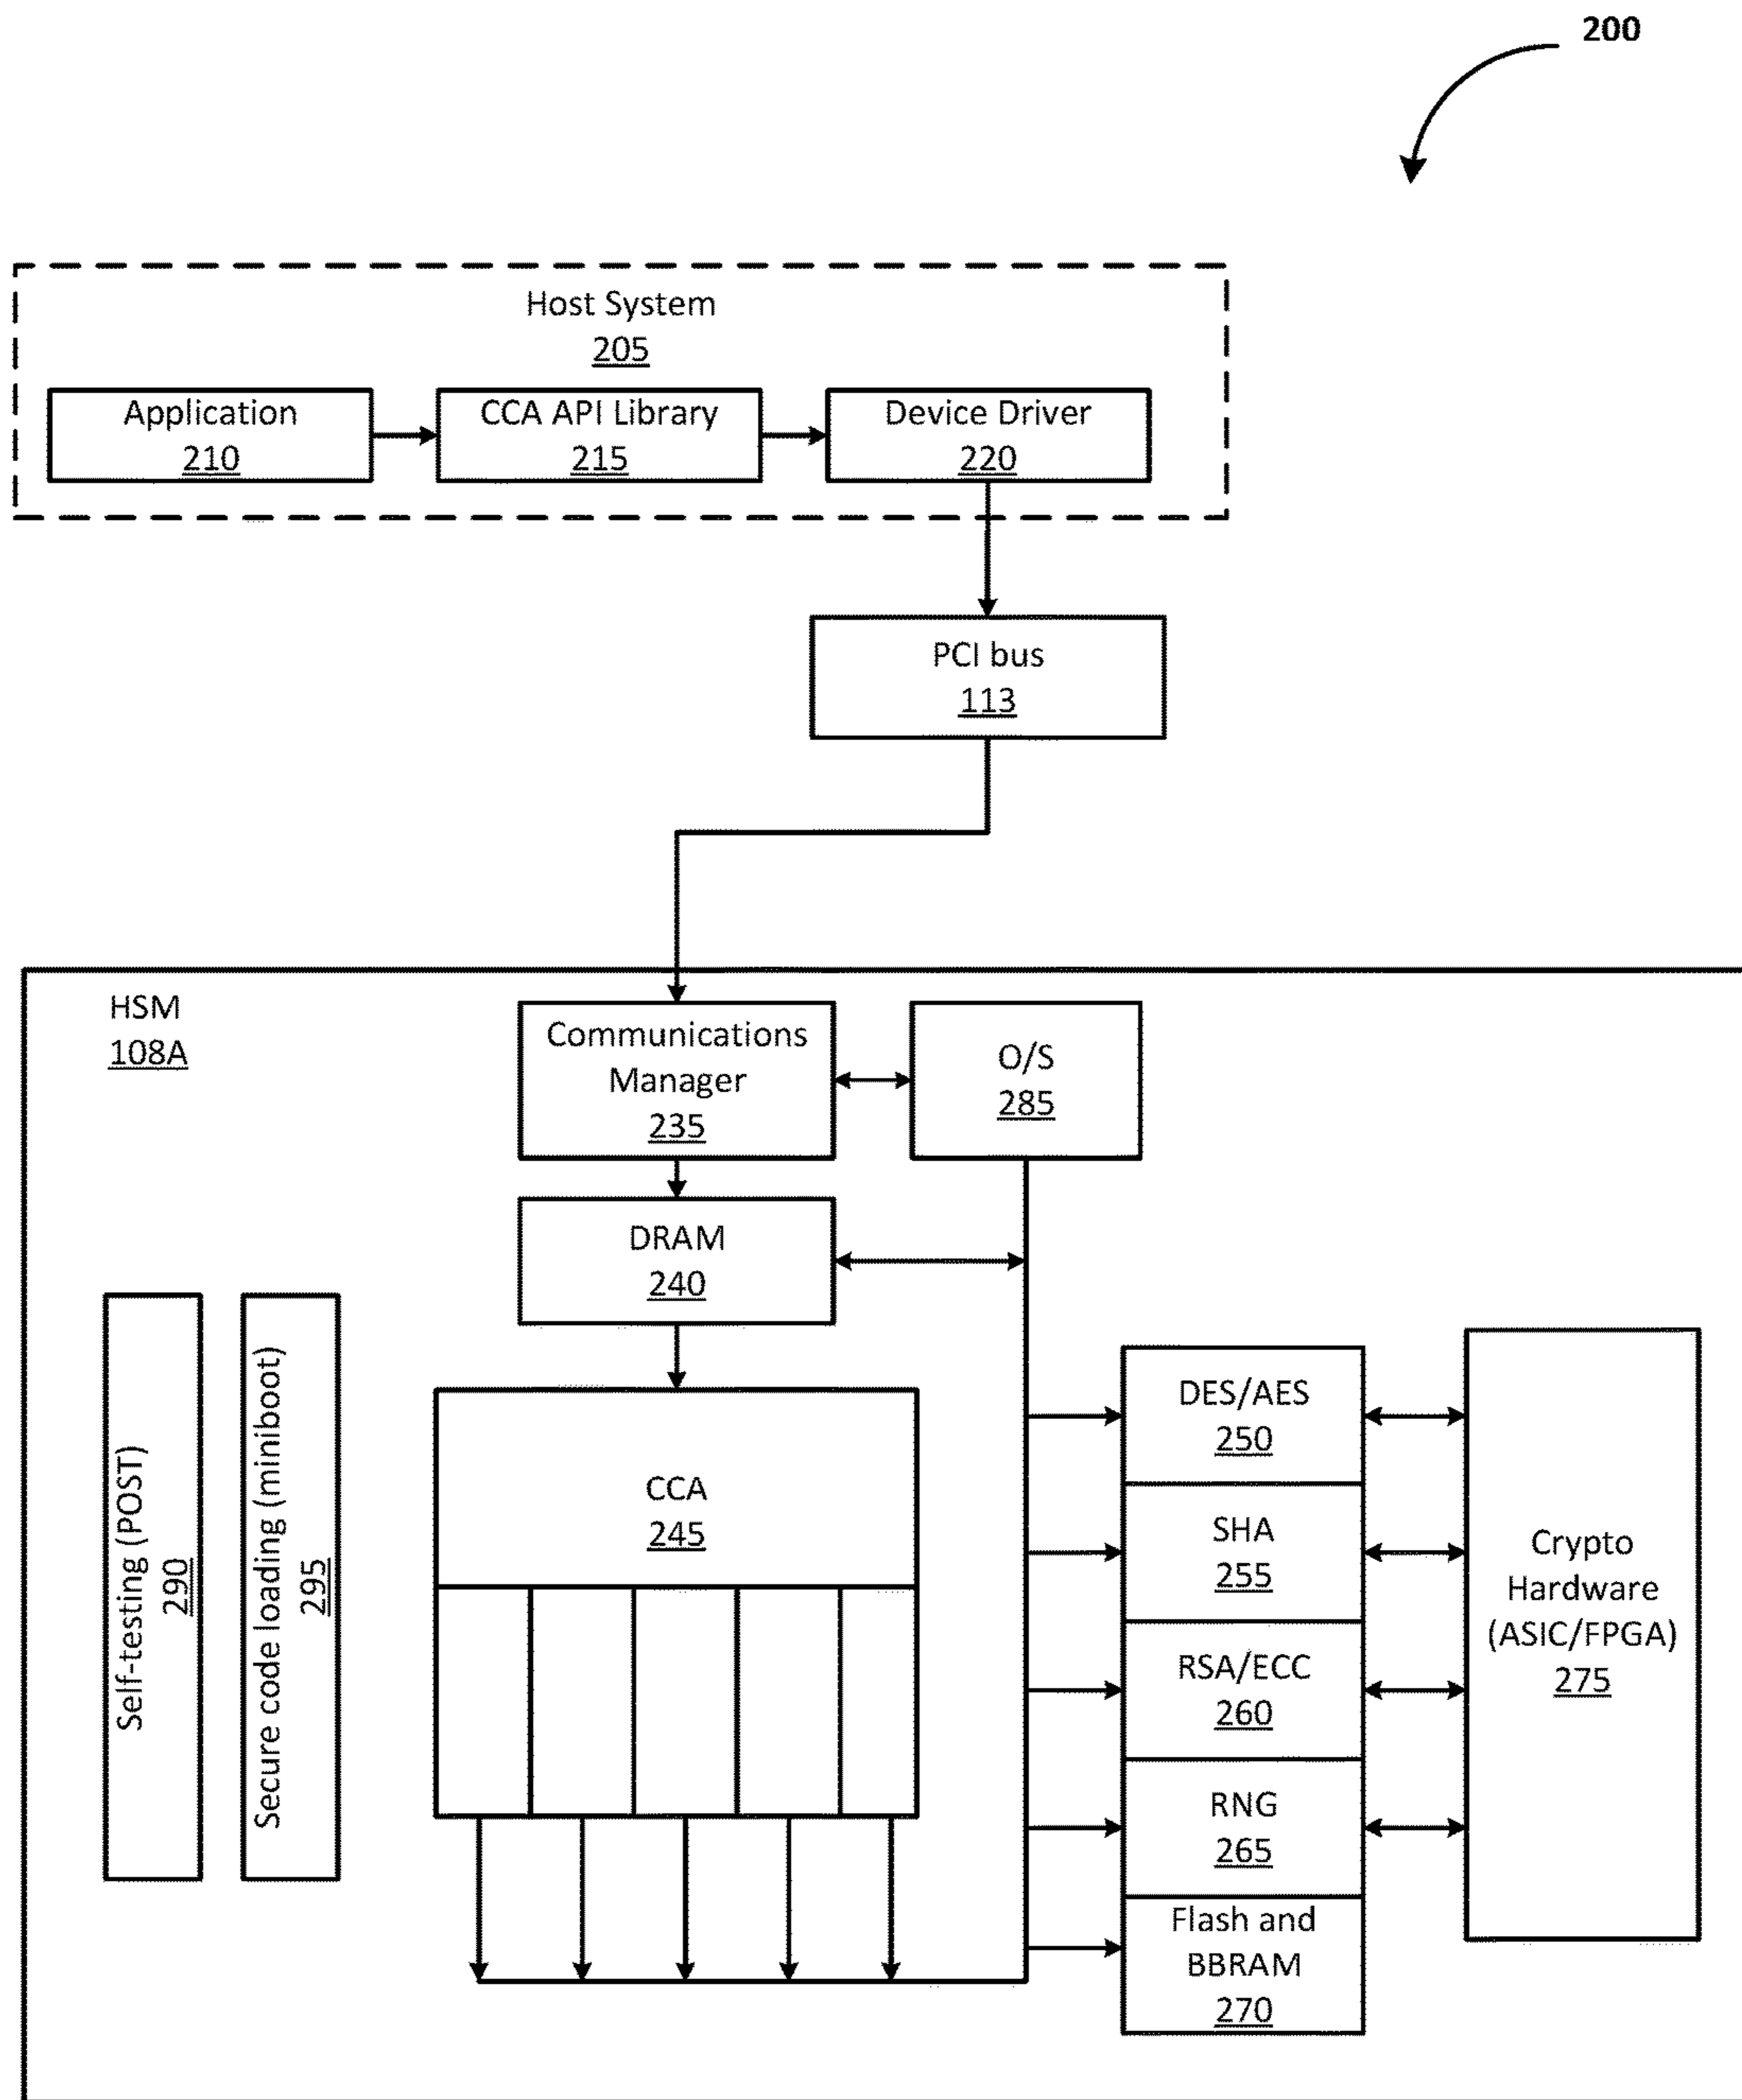 200
Host System
205
Application
210
CCA API Library
215
Device Driver
220
PCI bus
113
HSM
108A
Communications
Manager
235
O/S
285
DRAM
240
Self-testing (POST)
290
Secure code loading (miniboot)
295
CCA
245
DES/AES
250
SHA
255
RSA/ECC
260
RNG
265
Flash and
BBRAM
270
Crypto
Hardware
(ASIC/FPGA)
275